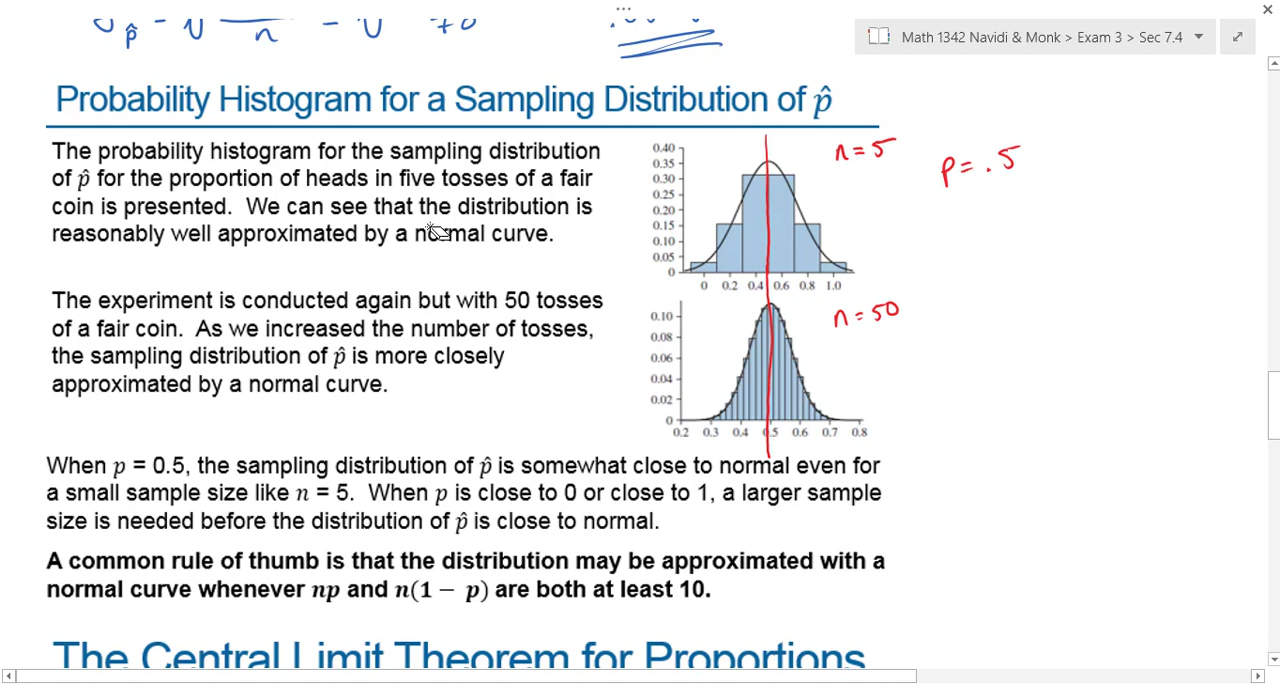 σp̂ = √ n = √ 70
Math 1342 Navidi & Monk > Exam 3 > Sec 7.4
Probability Histogram for a Sampling Distribution of p̂
The probability histogram for the sampling distribution
of p̂ for the proportion of heads in five tosses of a fair
coin is presented. We can see that the distribution is
reasonably well approximated by a normal curve.
0.40
0.35
0.30
0.25
0.20
0.15
0.10
0.05
0
0 0.2 0.4 0.6 0.8 1.0
n = 5
p = .5
The experiment is conducted again but with 50 tosses
of a fair coin. As we increased the number of tosses,
the sampling distribution of p̂ is more closely
approximated by a normal curve.
0.10
0.08
0.06
0.04
0.02
0
0.2 0.3 0.4 0.5 0.6 0.7 0.8
n = 50
When p = 0.5, the sampling distribution of p̂ is somewhat close to normal even for
a small sample size like n = 5. When p is close to 0 or close to 1, a larger sample
size is needed before the distribution of p̂ is close to normal.
A common rule of thumb is that the distribution may be approximated with a
normal curve whenever np and n(1 − p) are both at least 10.
The Central Limit Theorem for Proportions